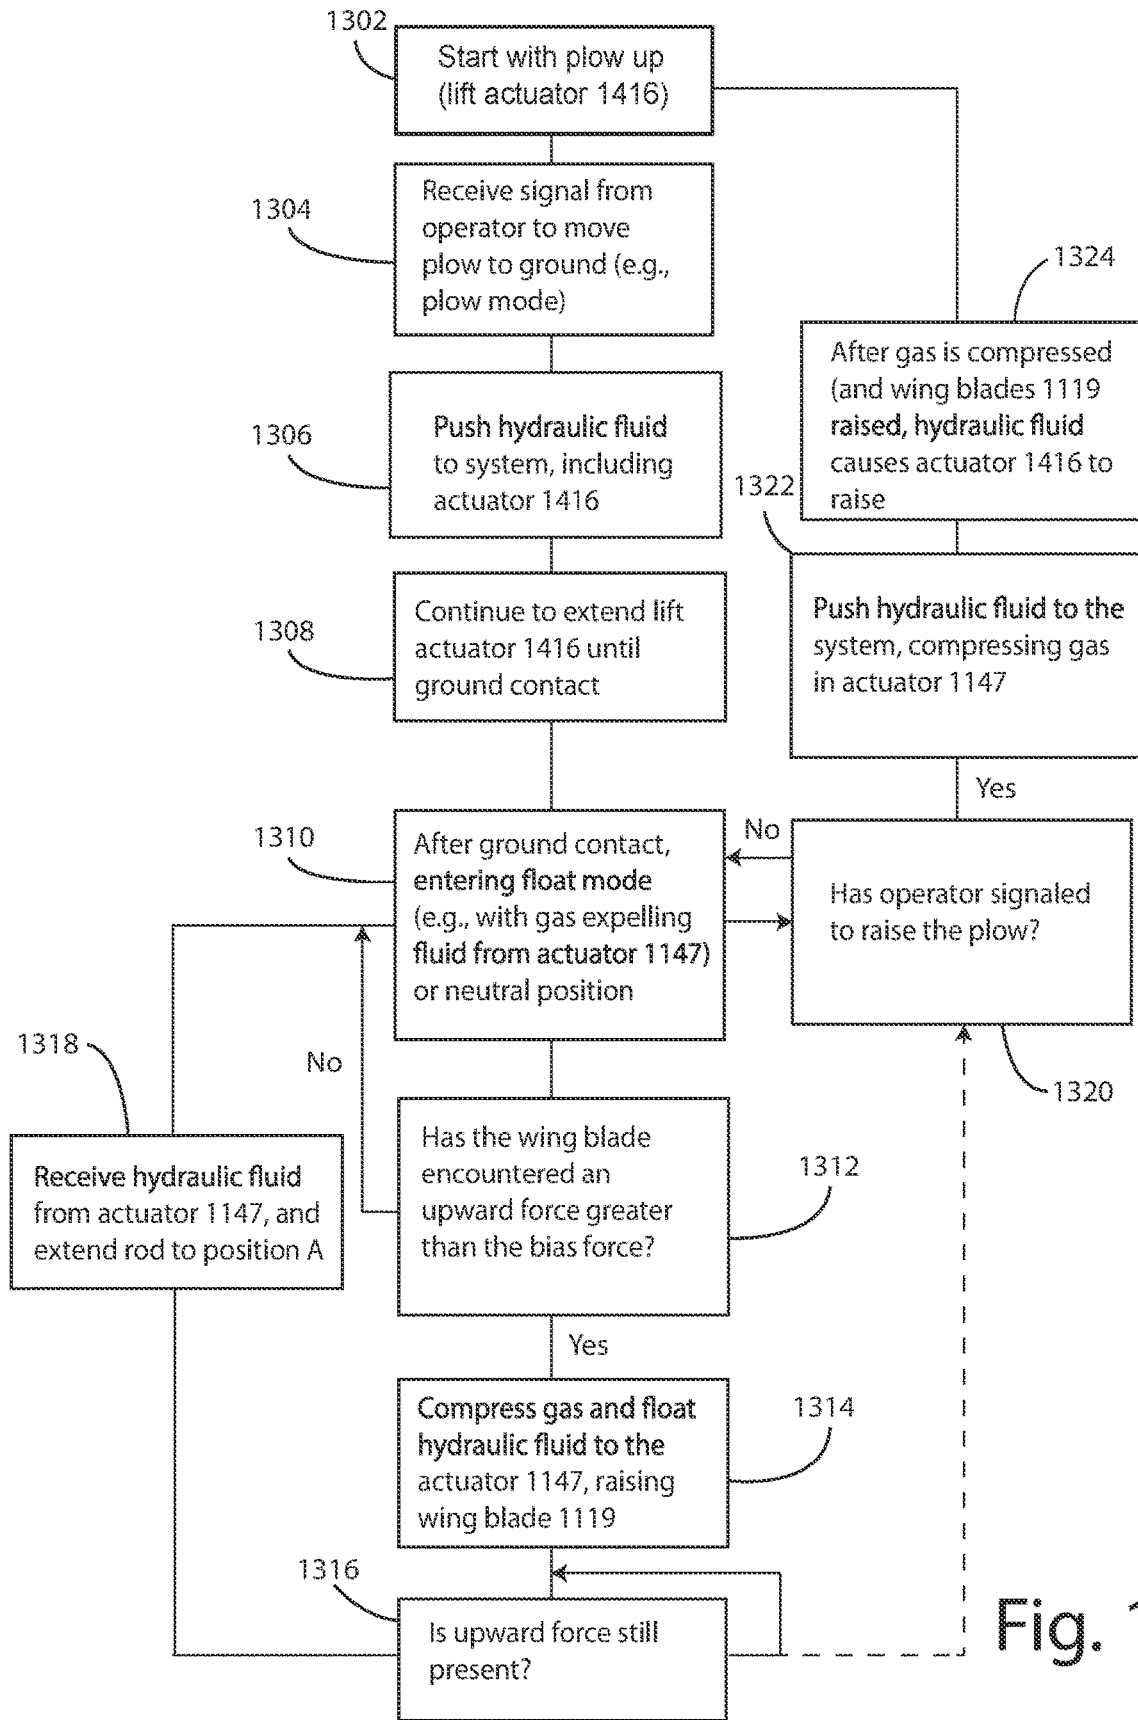 1302
Start with plow up
(lift actuator 1416)
1304
Receive signal from
operator to move
plow to ground (e.g.,
plow mode)
1324
After gas is compressed
(and wing blades 1119
raised, hydraulic fluid
causes actuator 1416 to
raise
1306
Push hydraulic fluid
to system, including
actuator 1416
1322
Push hydraulic fluid to the
system, compressing gas
in actuator 1147
1308
Continue to extend lift
actuator 1416 until
ground contact
Yes
1310
After ground contact,
entering float mode
(e.g., with gas expelling
fluid from actuator 1147)
or neutral position
No
Has operator signaled
to raise the plow?
1320
1318
No
Receive hydraulic fluid
from actuator 1147, and
extend rod to position A
Has the wing blade
encountered an
upward force greater
than the bias force?
1312
Yes
Compress gas and float
hydraulic fluid to the
actuator 1147, raising
wing blade 1119
1314
1316
Is upward force still
present?
Fig.